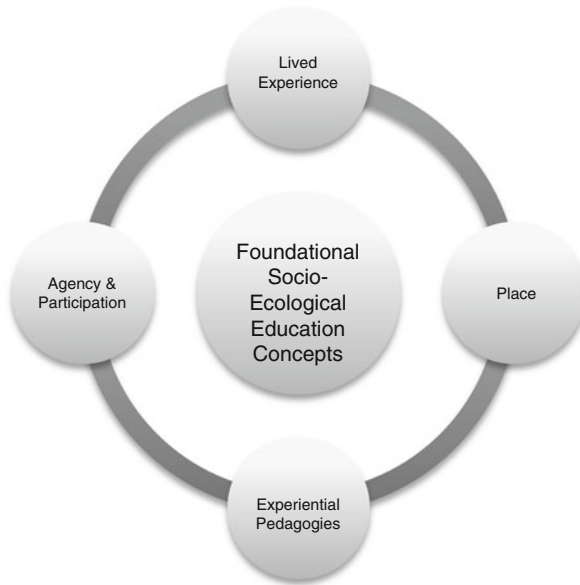 Lived
Experience
Foundational
Socio-
Ecological
Education
Concepts
Agency &
Participation
Place
Experiential
Pedagogies